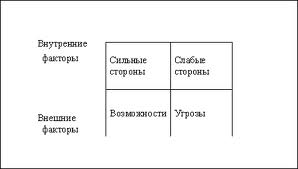 Внутренние
факторы
Сильные
стороны
Слабые
стороны
Внешние
факторы
Возможности
Угрозы